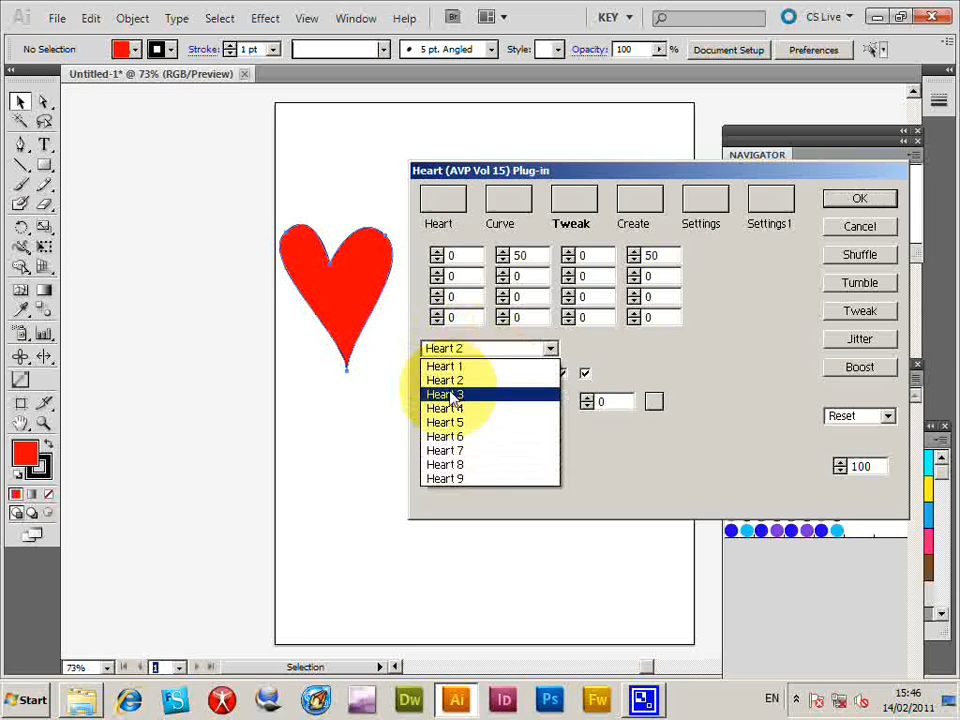 Ai File Edit Object Type Select Effect View Window Help Br KEY CS Live
No Selection Stroke: 1 pt 5 pt. Angled Style: Opacity: 100 % Document Setup Preferences
Untitled-1* @ 73% (RGB/Preview)
NAVIGATOR
Heart (AVP Vol 15) Plug-in
Heart Curve Tweak Create Settings Settings1
0 50 0 50
0 0 0 0
0 0 0 0
0 0 0 0
OK
Cancel
Shuffle
Tumble
Tweak
Jitter
Boost
Reset
100
Heart 2
Heart 1
Heart 2
Heart 3
Heart 4
Heart 5
Heart 6
Heart 7
Heart 8
Heart 9
0
73% 1 Selection
Start Dw Ai Id Ps Fw EN 15:46
14/02/2011